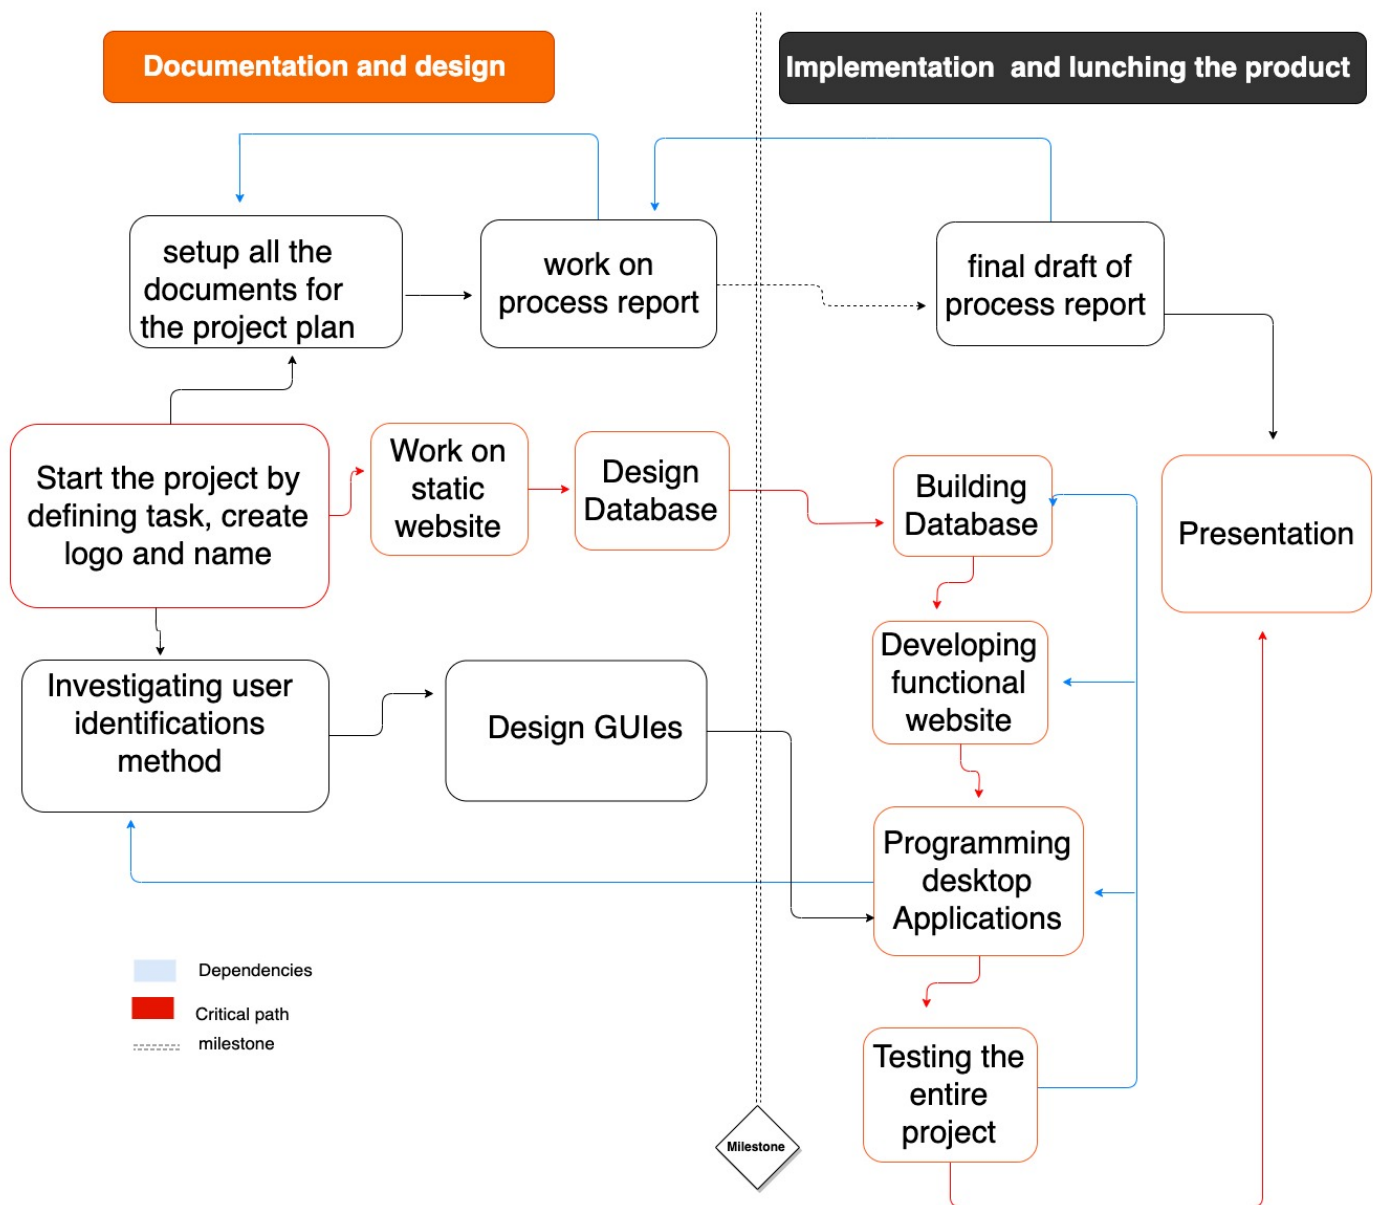 Documentation and design
Implementation  and lunching the product
setup all the
documents for
the project plan
work on
process report
final draft of
process report
Start the project by
defining task, create
logo and name
Work on
static
website
Design
Database
Building
Database
Presentation
Developing
functional
website
Investigating user
identifications
method
Design GUIes
Programming
desktop
Applications
Dependencies
Critical path
milestone
Testing the
entire
project
Milestone